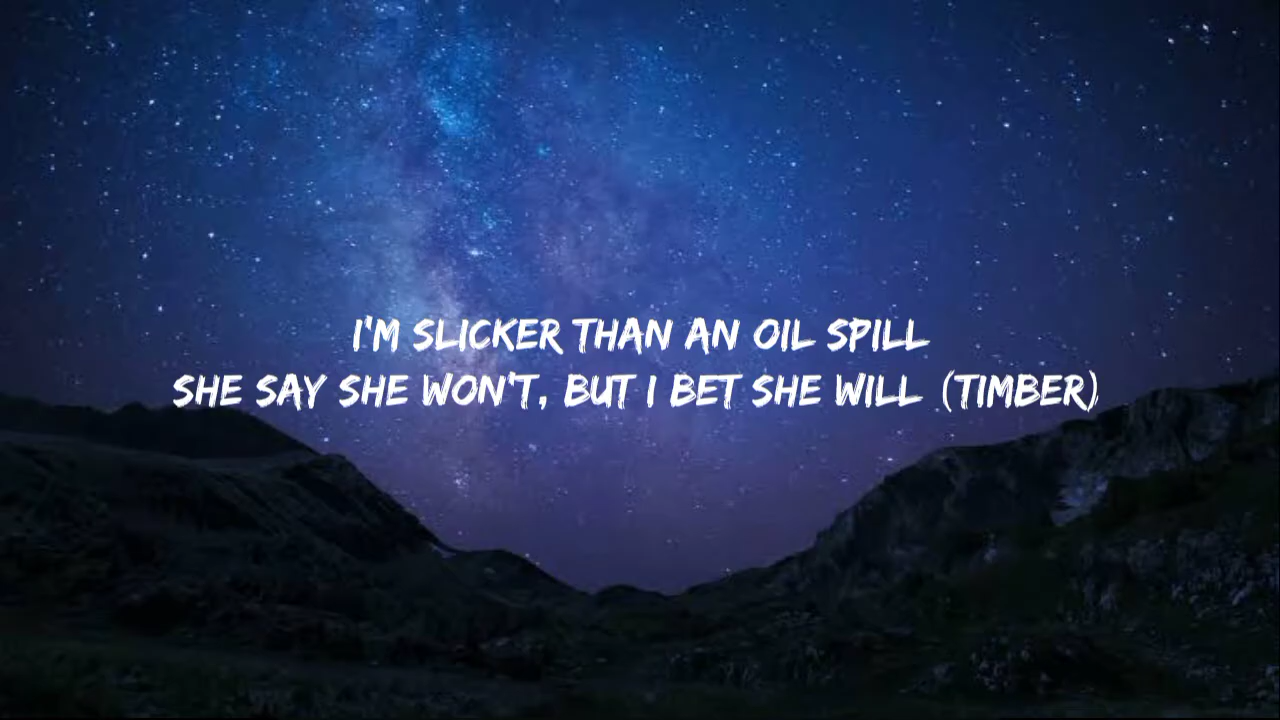 I'M SLICKER THAN AN OIL SPILL
SHE SAY SHE WON'T, BUT I BET SHE WILL (TIMBER)